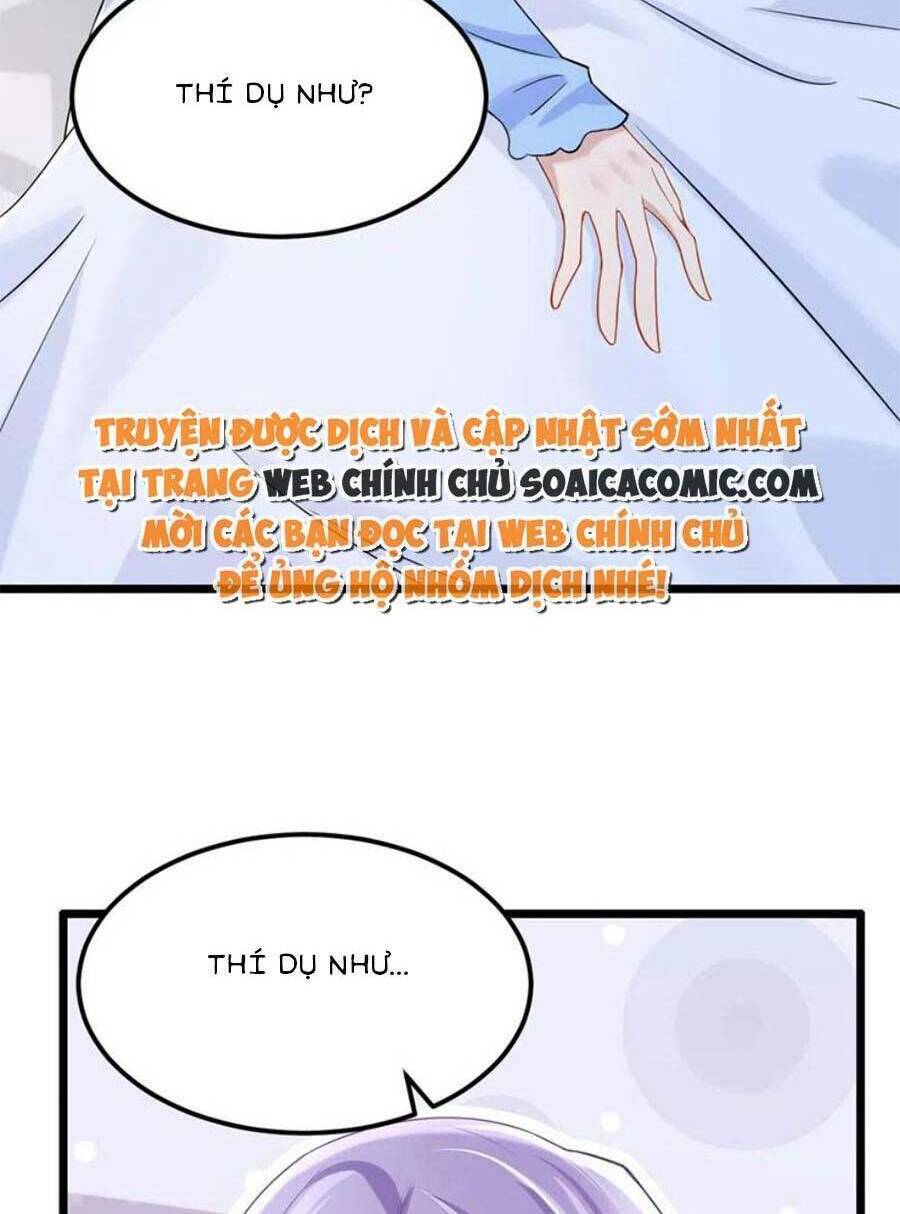 THÍ DỤ NHƯ?
TRUYỆN ĐƯỢC DỊCH VÀ CẬP NHẬT SỚM NHẤT
TẠI TRANG WEB CHÍNH CHỦ SOAICACOMIC.COM
MỜI CÁC BẠN ĐỌC TẠI WEB CHÍNH CHỦ
ĐỂ ỦNG HỘ NHÓM DỊCH NHÉ!
THÍ DỤ NHƯ...